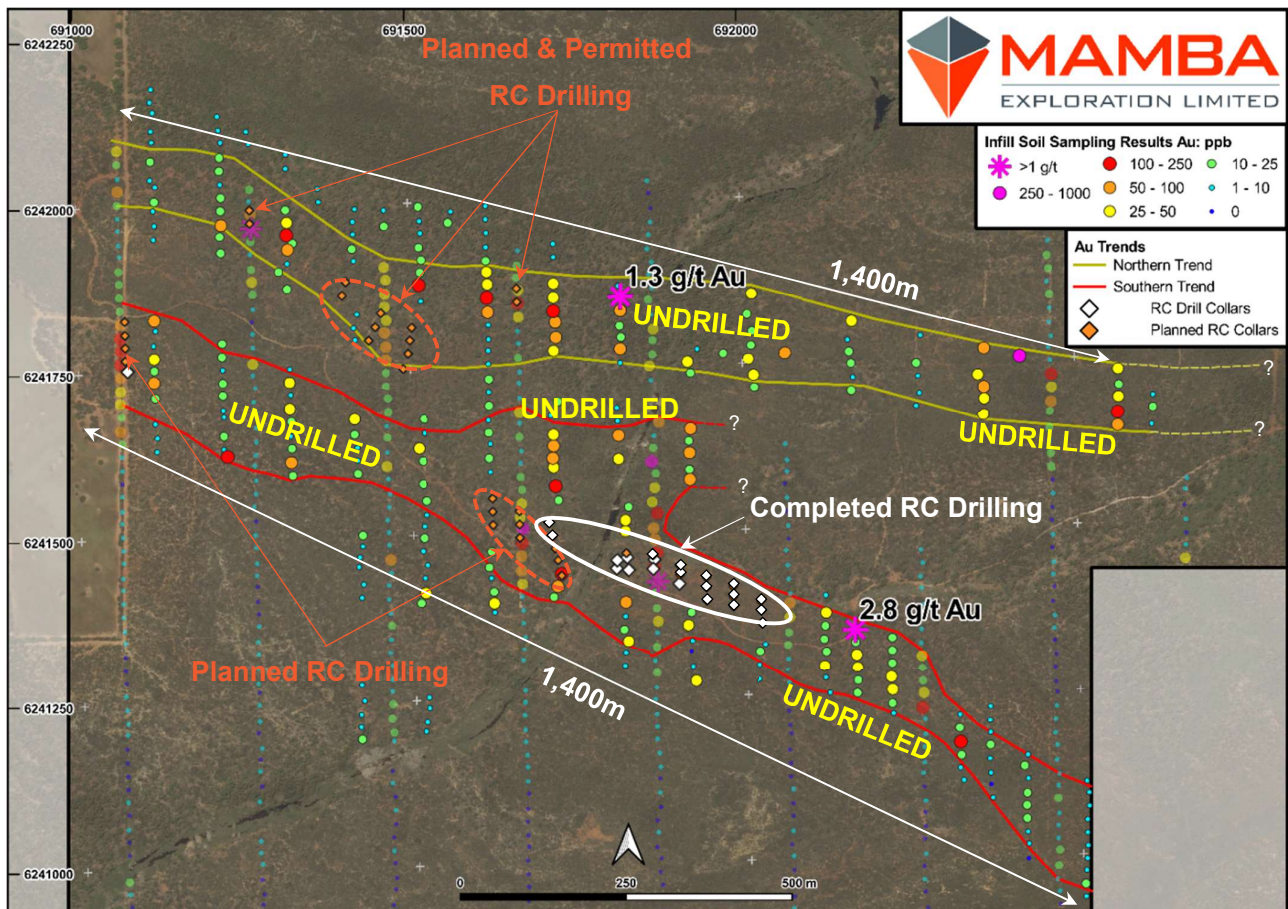 691000
691500
692000
6242250
6242000
6241750
6241500
6241250
6241000
Planned & Permitted
RC Drilling
MAMBA
EXPLORATION LIMITED
Infill Soil Sampling Results Au: ppb
>1 g/t
250 - 1000
100 - 250
50 - 100
25 - 50
10 - 25
1 - 10
0
Au Trends
Northern Trend
Southern Trend
RC Drill Collars
Planned RC Collars
1,400m
1.3 g/t Au
UNDRILLED
?
UNDRILLED
UNDRILLED
UNDRILLED
?
?
?
Completed RC Drilling
2.8 g/t Au
Planned RC Drilling
1,400m
UNDRILLED
0
250
500 m